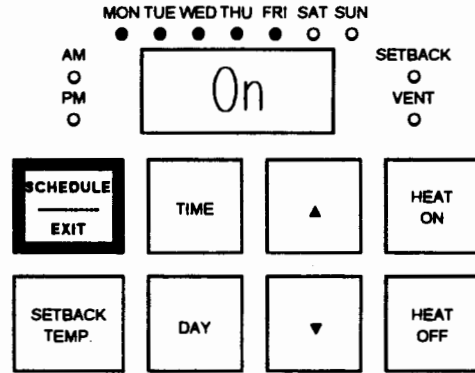 MON TUE WED THU FRI SAT SUN
AM
SETBACK
On
PM
VENT
SCHEDULE
EXIT
TIME
▲
HEAT
ON
SETBACK
TEMP.
DAY
▼
HEAT
OFF